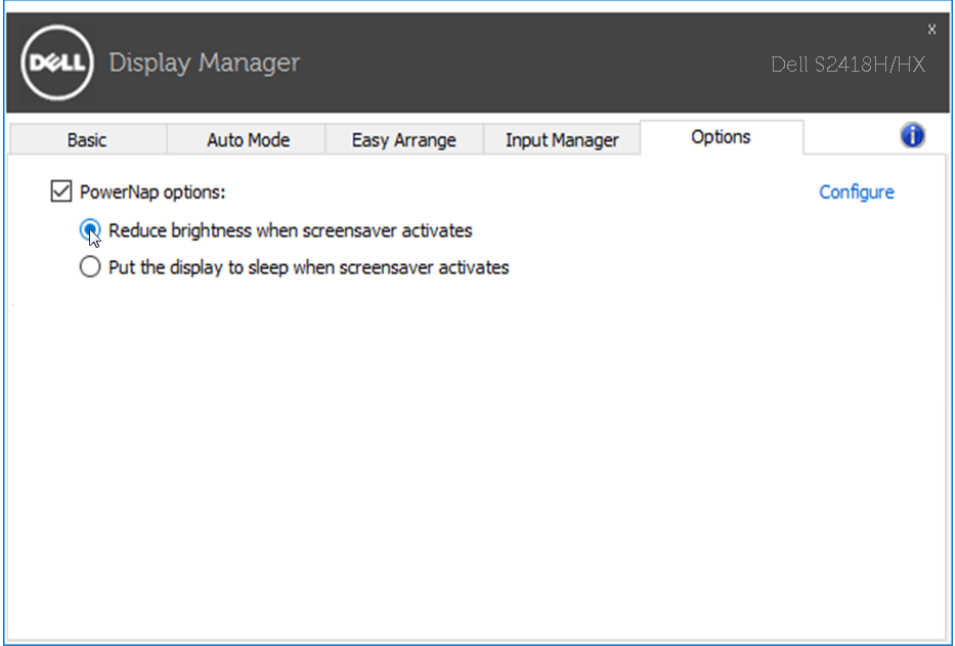 x
DELL Display Manager
Dell S2418H/HX
Basic Auto Mode Easy Arrange Input Manager Options i
PowerNap options: Configure
Reduce brightness when screensaver activates
Put the display to sleep when screensaver activates